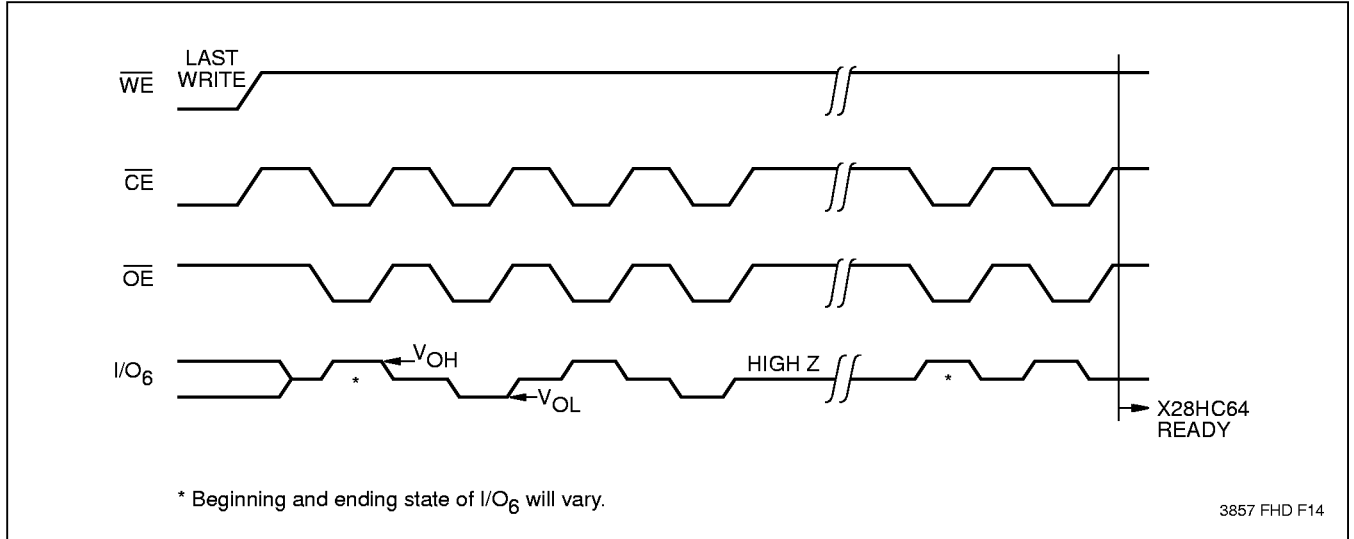 LAST
WRITE
WE
CE
OE
I/O6
VOH
VOL
HIGH Z
*
*
X28HC64
READY
* Beginning and ending state of I/O6 will vary.
3857 FHD F14